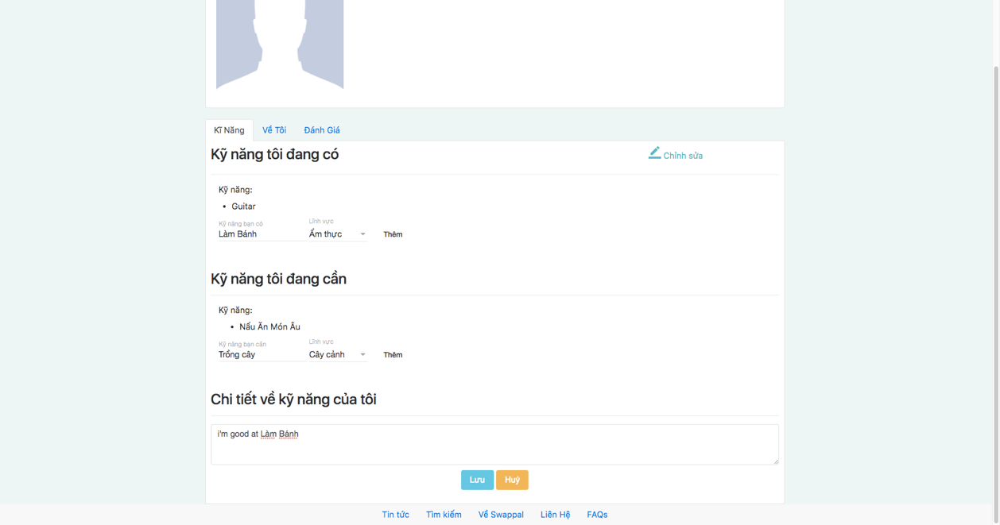 Kĩ Năng Về Tôi Đánh Giá
Kỹ năng tôi đang có Chỉnh sửa
Kỹ năng:
• Guitar
Kỹ năng bạn có Lĩnh vực
Làm Bánh Ẩm thực Thêm
Kỹ năng tôi đang cần
Kỹ năng:
• Nấu Ăn Món Âu
Kỹ năng bạn cần Lĩnh vực
Trồng cây Cây cảnh Thêm
Chi tiết về kỹ năng của tôi
i'm good at Làm Bánh
Lưu Huỷ
Tin tức Tìm kiếm Về Swappal Liên Hệ FAQs